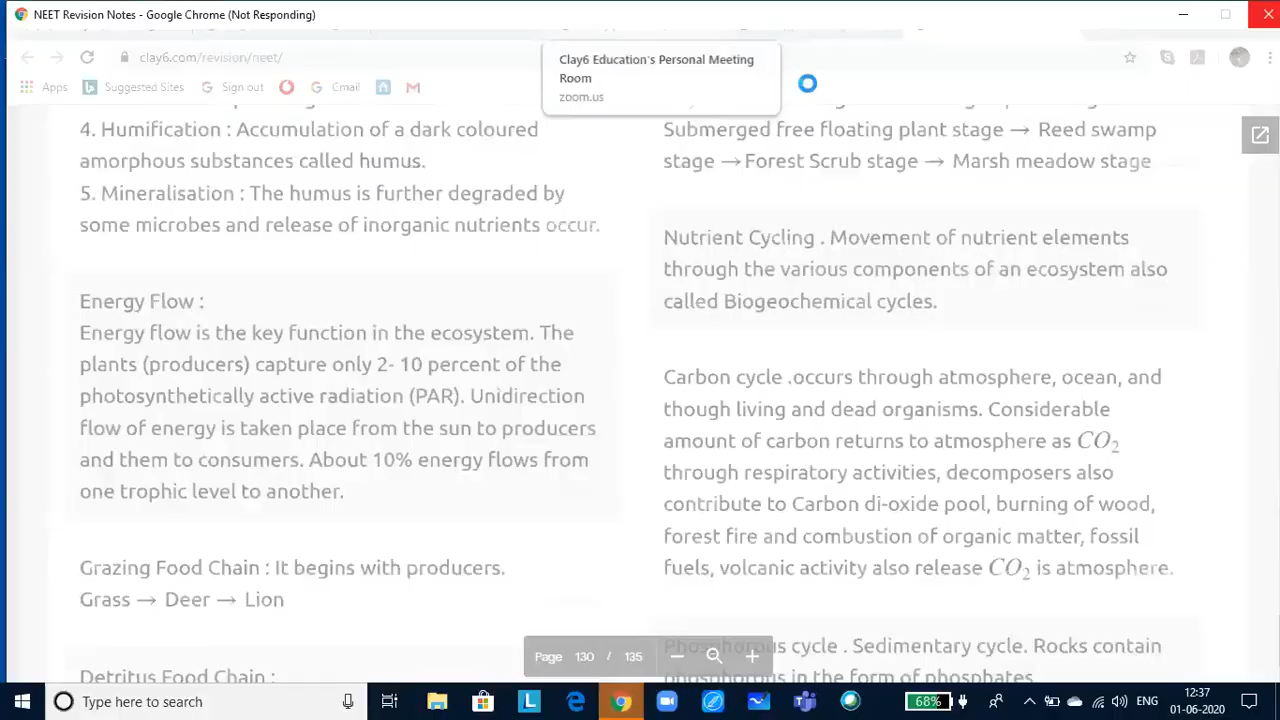 NEET Revision Notes - Google Chrome (Not Responding)
clay6.com/revision/neet/
Clay6 Education's Personal Meeting
Room
zoom.us
Apps
Suggested Sites
Sign out
Gmail
4. Humification : Accumulation of a dark coloured
amorphous substances called humus.
5. Mineralisation : The humus is further degraded by
some microbes and release of inorganic nutrients occur.
Energy Flow :
Energy flow is the key function in the ecosystem. The
plants (producers) capture only 2- 10 percent of the
photosynthetically active radiation (PAR). Unidirection
flow of energy is taken place from the sun to producers
and them to consumers. About 10% energy flows from
one trophic level to another.
Grazing Food Chain : It begins with producers.
Grass → Deer → Lion
Detritus Food Chain :
Submerged free floating plant stage → Reed swamp
stage →Forest Scrub stage → Marsh meadow stage
Nutrient Cycling . Movement of nutrient elements
through the various components of an ecosystem also
called Biogeochemical cycles.
Carbon cycle .occurs through atmosphere, ocean, and
though living and dead organisms. Considerable
amount of carbon returns to atmosphere as CO₂
through respiratory activities, decomposers also
contribute to Carbon di-oxide pool, burning of wood,
forest fire and combustion of organic matter, fossil
fuels, volcanic activity also release CO₂ is atmosphere.
Phosphorous cycle . Sedimentary cycle. Rocks contain
phosphorous in the form of phosphates
Page 130 / 135
Type here to search
68%
ENG
12:37
01-06-2020